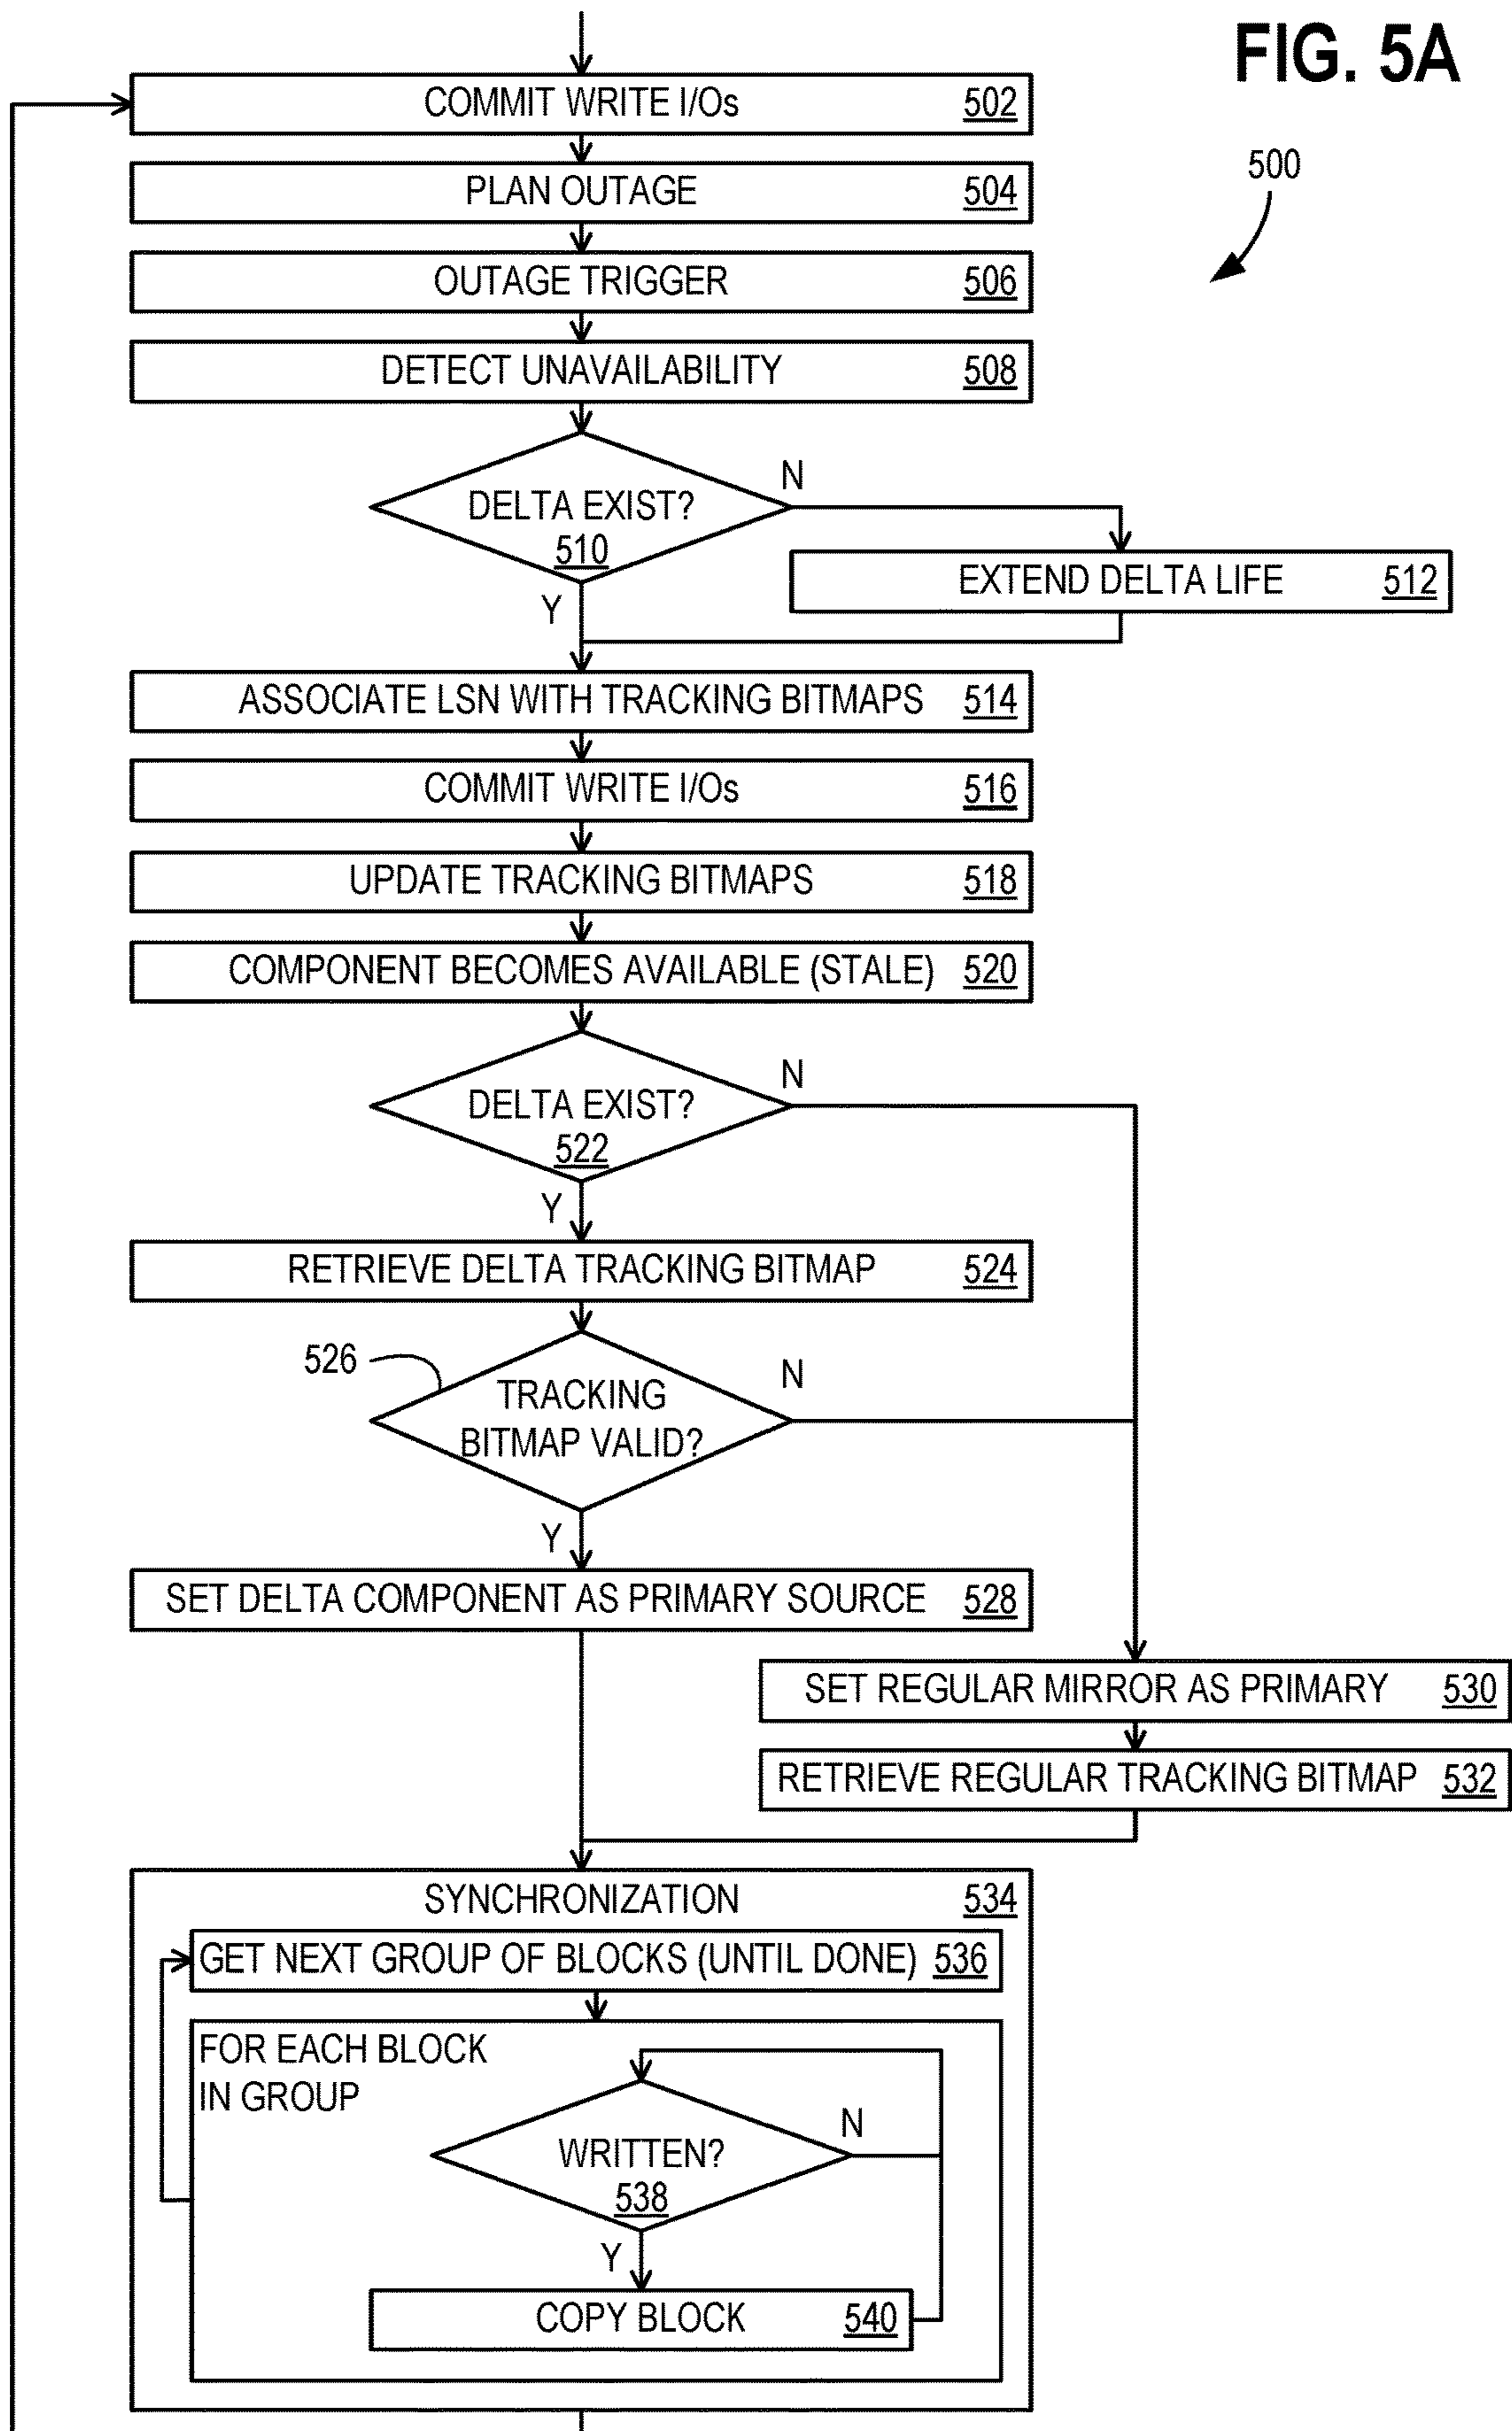 FIG. 5A
COMMIT WRITE I/Os 502
500
PLAN OUTAGE 504
OUTAGE TRIGGER 506
DETECT UNAVAILABILITY 508
N
DELTA EXIST?
510
EXTEND DELTA LIFE 512
Y
ASSOCIATE LSN WITH TRACKING BITMAPS 514
COMMIT WRITE I/Os 516
UPDATE TRACKING BITMAPS 518
COMPONENT BECOMES AVAILABLE (STALE) 520
N
DELTA EXIST?
522
Y
RETRIEVE DELTA TRACKING BITMAP 524
526
N
TRACKING
BITMAP VALID?
Y
SET DELTA COMPONENT AS PRIMARY SOURCE 528
SET REGULAR MIRROR AS PRIMARY 530
RETRIEVE REGULAR TRACKING BITMAP 532
SYNCHRONIZATION 534
GET NEXT GROUP OF BLOCKS (UNTIL DONE) 536
FOR EACH BLOCK
IN GROUP
N
WRITTEN?
538
Y
COPY BLOCK 540